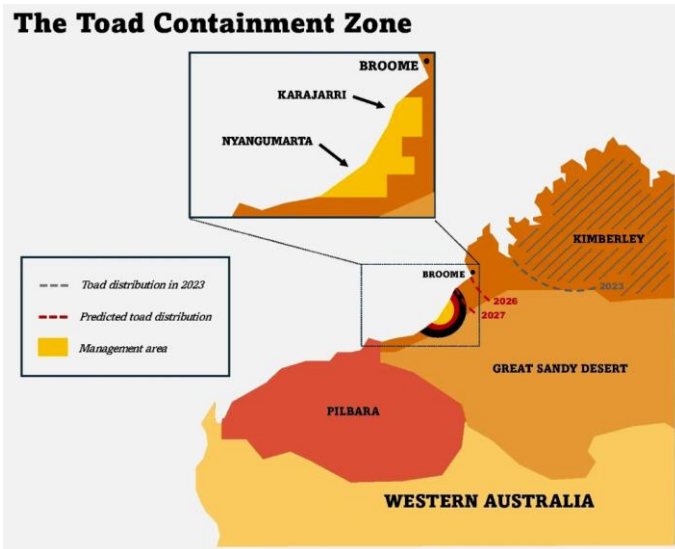 The Toad Containment Zone
BROOME
KARAJARRI
NYANGUMARTA
KIMBERLEY
BROOME
2023
2026
2027
Toad distribution in 2023
Predicted toad distribution
Management area
GREAT SANDY DESERT
PILBARA
WESTERN AUSTRALIA